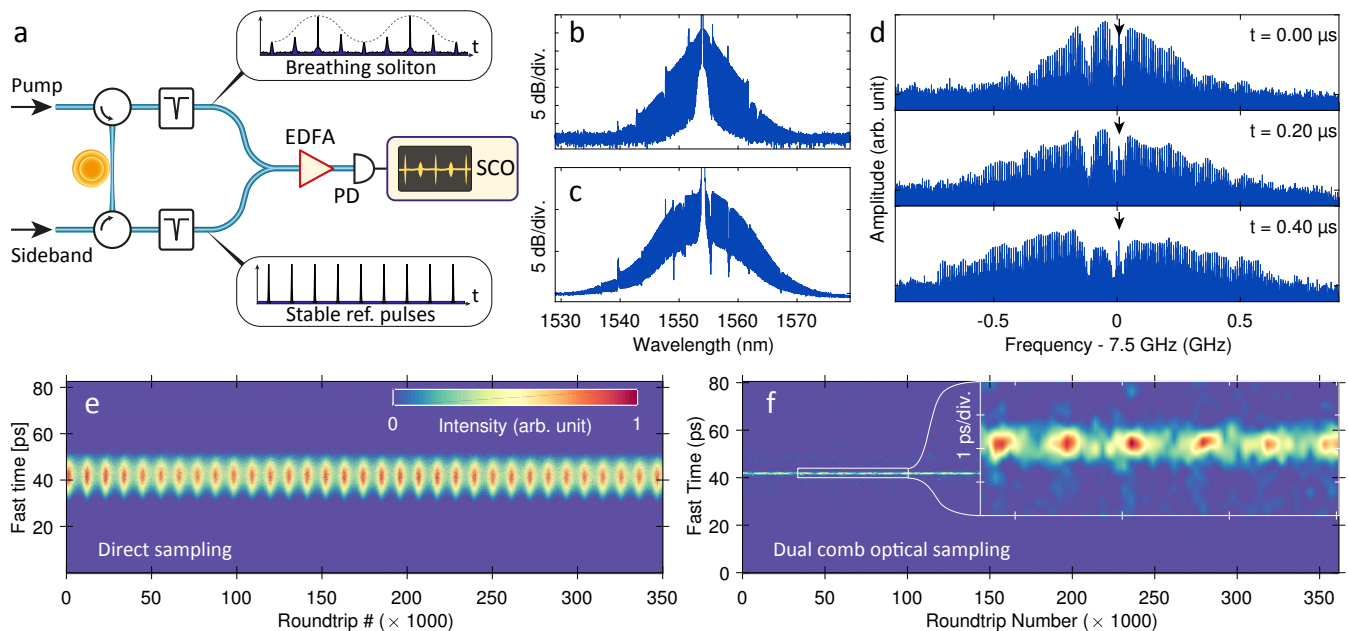 a
t
Breathing soliton
Pump
EDFA
SCO
PD
Sideband
t
Stable ref. pulses
b
5 dB/div.
c
5 dB/div.
1530 1540 1550 1560 1570
Wavelength (nm)
d
t = 0.00 µs
t = 0.20 µs
t = 0.40 µs
Amplitude (arb. unit)
-0.5 0 0.5
Frequency - 7.5 GHz (GHz)
e
0 1
Intensity (arb. unit)
80
60
40
20
0
Fast time [ps]
Direct sampling
0 50 100 150 200 250 300 350
Roundtrip # (× 1000)
f
1 ps/div.
80
60
40
20
0
Fast Time (ps)
Dual comb optical sampling
0 50 100 150 200 250 300 350
Roundtrip Number (× 1000)